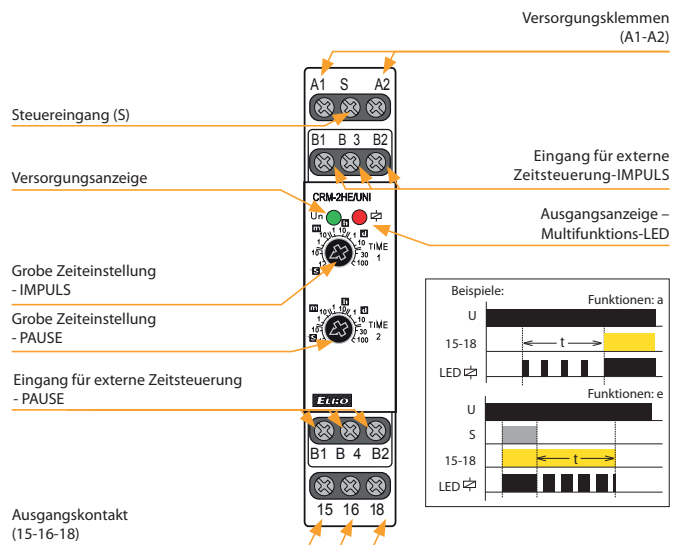 Versorgungsklemmen
(A1-A2)
A1 S A2
Steuereingang (S)
B1 B 3 B2
Eingang für externe
Zeitsteuerung-IMPULS
Versorgungsanzeige
CRM-2HE/UNI
Un
Ausgangsanzeige –
Multifunktions-LED
TIME
1
Grobe Zeiteinstellung
- IMPULS
Grobe Zeiteinstellung
- PAUSE
TIME
2
Eingang für externe Zeitsteuerung
- PAUSE
ELKO
B1 B 4 B2
15 16 18
Ausgangskontakt
(15-16-18)
Beispiele:
Funktionen: a
U
15-18
t
LED
Funktionen: e
U
S
15-18
t
LED